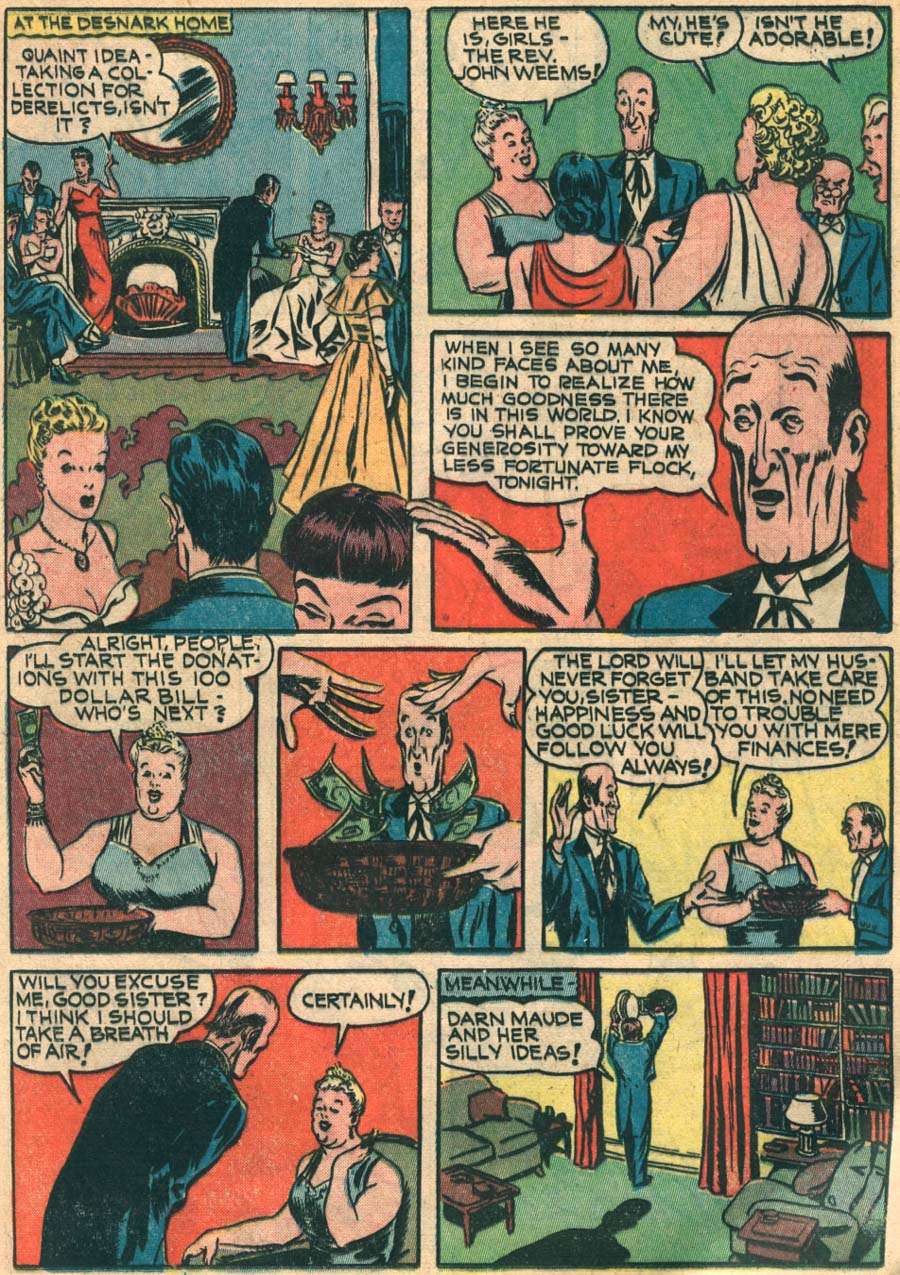 AT THE DESNARK HOME
QUAINT IDEA-
TAKING A COL-
LECTION FOR
DERELICTS, ISN'T
IT?
HERE HE
IS, GIRLS-
THE REV.
JOHN WEEMS!
MY, HE'S
CUTE!
ISN'T HE
ADORABLE!
WHEN I SEE SO MANY
KIND FACES ABOUT ME,
I BEGIN TO REALIZE HOW
MUCH GOODNESS THERE
IS IN THIS WORLD. I KNOW
YOU SHALL PROVE YOUR
GENEROSITY TOWARD MY
LESS FORTUNATE FLOCK,
TONIGHT.
ALRIGHT, PEOPLE,
I'LL START THE DONAT-
IONS WITH THIS 100
DOLLAR BILL-
WHO'S NEXT?
THE LORD WILL
NEVER FORGET
YOU, SISTER-
HAPPINESS AND
GOOD LUCK WILL
FOLLOW YOU
ALWAYS!
I'LL LET MY HUS-
BAND TAKE CARE
OF THIS. NO NEED
TO TROUBLE
YOU WITH MERE
FINANCES!
WILL YOU EXCUSE
ME, GOOD SISTER?
I THINK I SHOULD
TAKE A BREATH
OF AIR!
CERTAINLY!
MEANWHILE-
DARN MAUDE
AND HER
SILLY IDEAS!